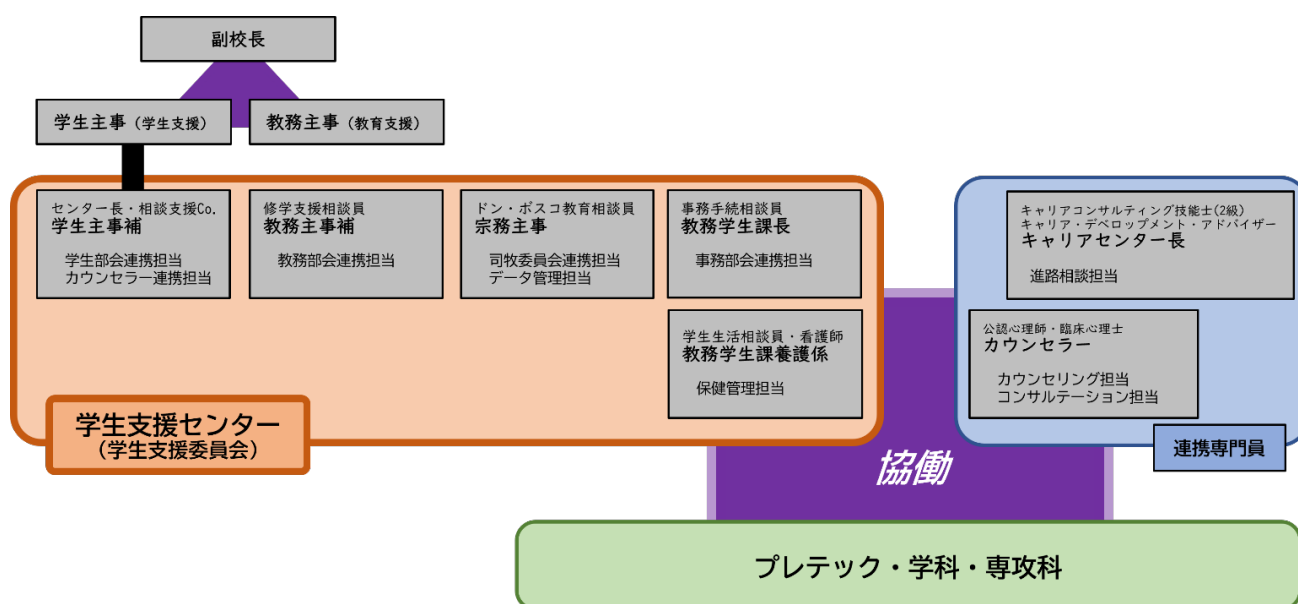 副校長
学生主事（学生支援）
教務主事（教育支援）
センター長・相談支援Co.
学生主事補
学生部会連携担当
カウンセラー連携担当
修学支援相談員
教務主事補
教務部会連携担当
ドン・ボスコ教育相談員
宗務主事
司牧委員会連携担当
データ管理担当
事務手続相談員
教務学生課長
事務部会連携担当
学生生活相談員・看護師
教務学生課養護係
保健管理担当
学生支援センター
（学生支援委員会）
キャリアコンサルティング技能士(2級)
キャリア・デベロップメント・アドバイザー
キャリアセンター長
進路相談担当
公認心理師・臨床心理士
カウンセラー
カウンセリング担当
コンサルテーション担当
連携専門員
協働
プレテック・学科・専攻科